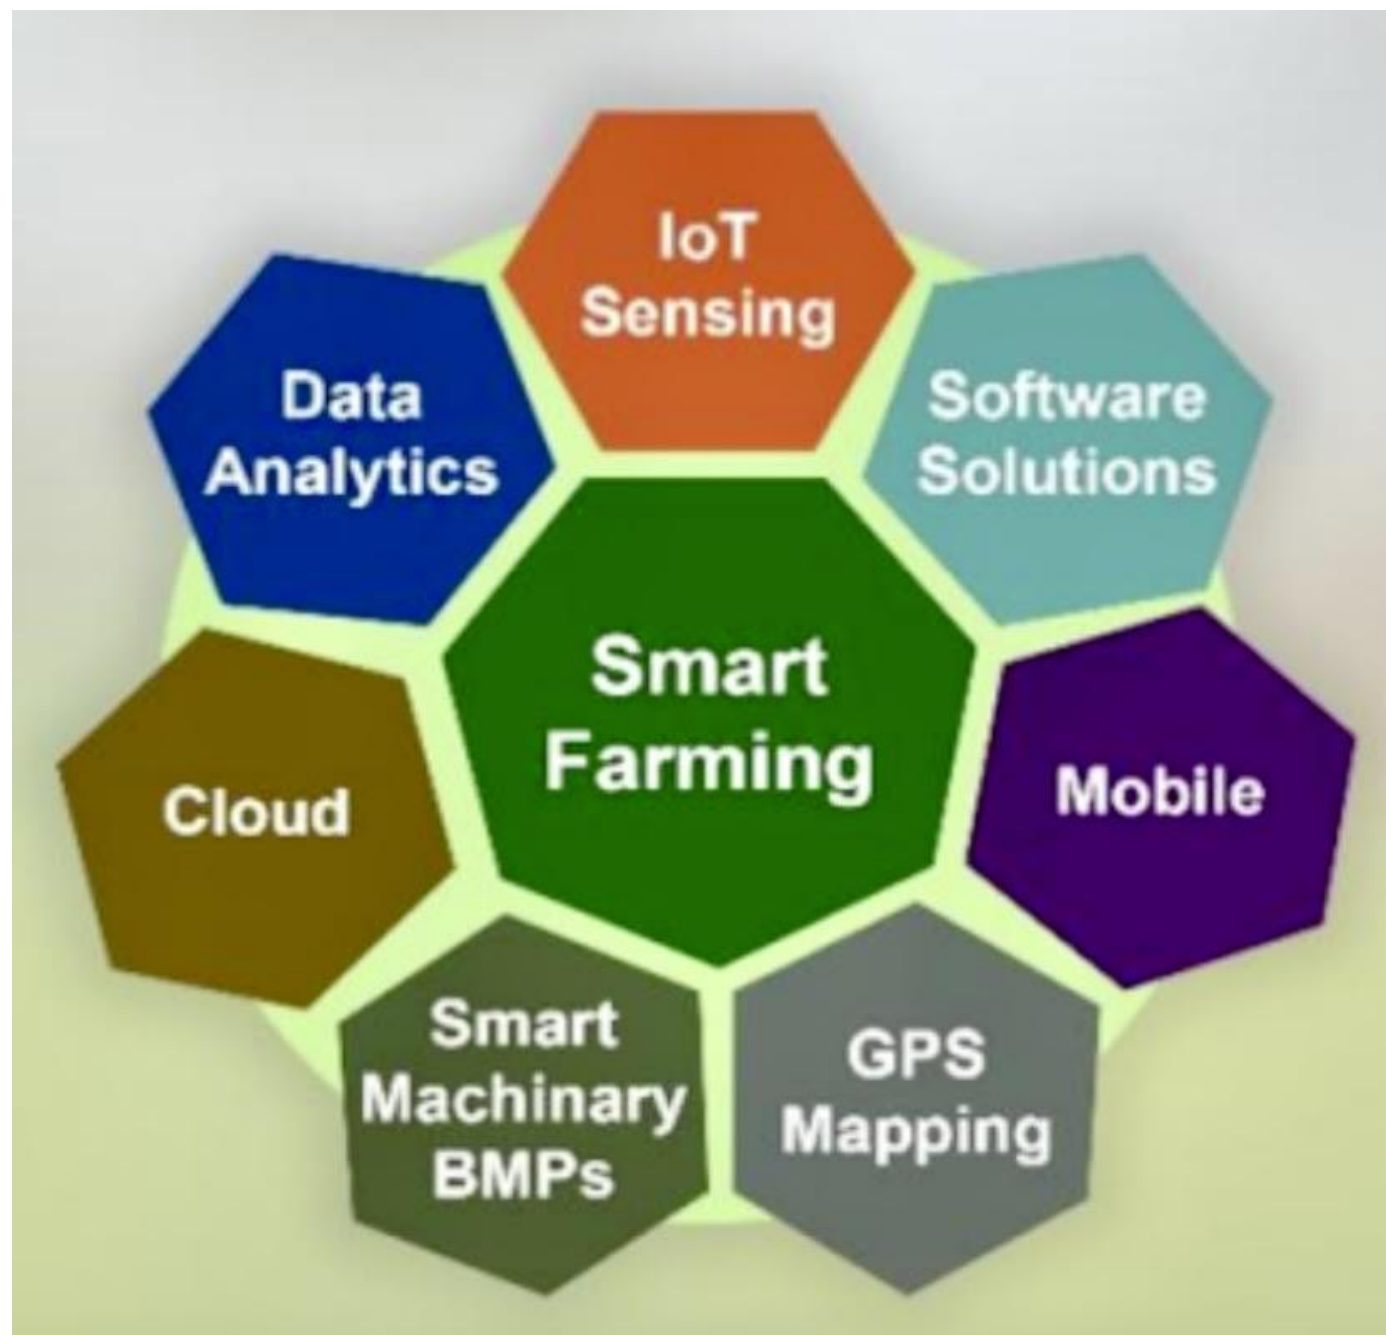 IoT
Sensing
Software
Solutions
Mobile
GPS
Mapping
Smart
Machinary
BMPs
Cloud
Data
Analytics
Smart
Farming